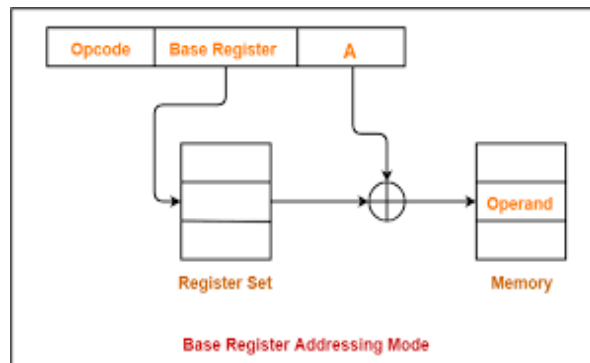 Opcode Base Register A
Operand
Register Set Memory
Base Register Addressing Mode